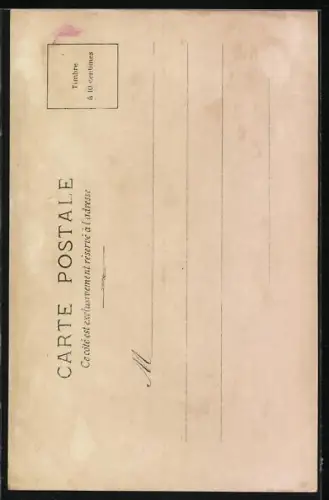 CARTE POSTALE
Ce côté est exclusivement réservé à l'adresse
Timbre
à 10 centimes
M